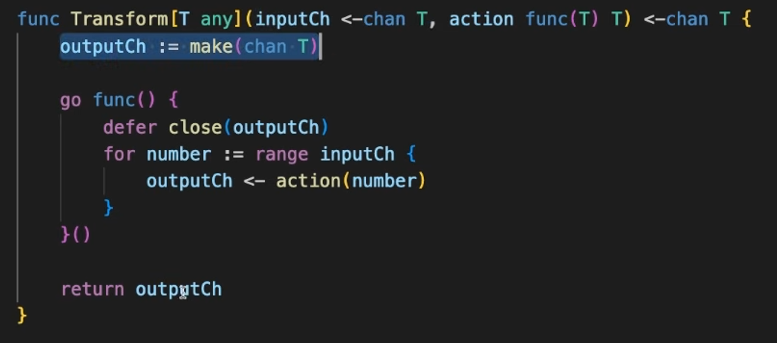 func Transform[T any](inputCh <-chan T, action func(T) T) <-chan T {
outputCh := make(chan T)
go func() {
defer close(outputCh)
for number := range inputCh {
outputCh <- action(number)
}
}()
return outputCh
}